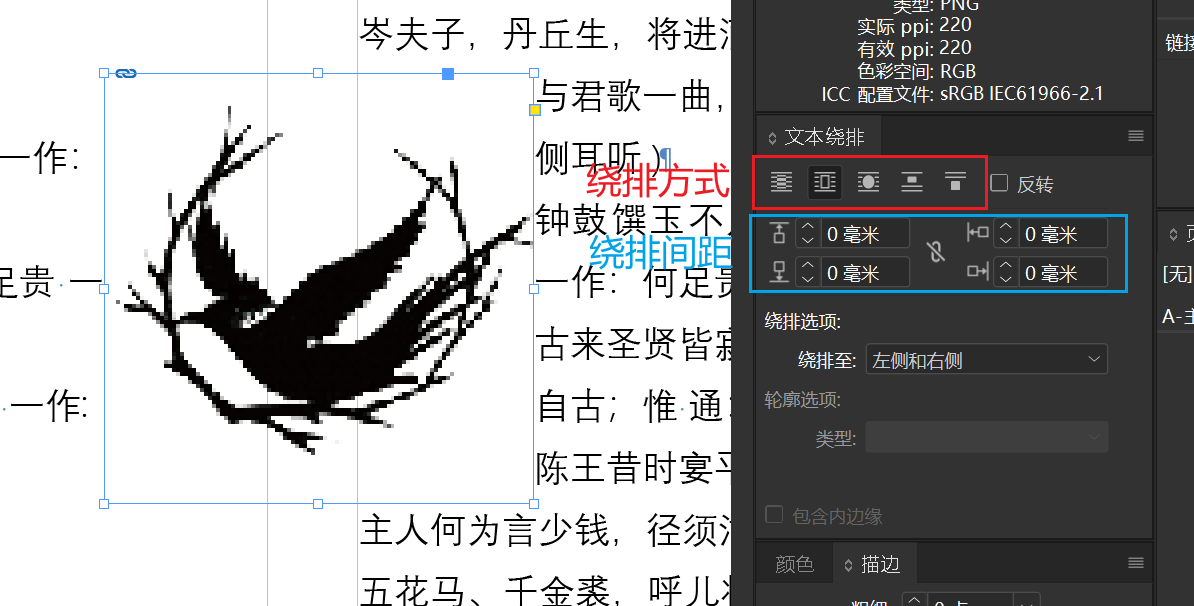 岑夫子，丹丘生，将进酒
与君歌一曲，
一作：
侧耳听）¶
钟鼓馔玉不
足贵·一
一作：何足贵
古来圣贤皆寂
·一作：
自古；惟·通：
陈王昔时宴平
主人何为言少钱，径须沽
五花马、千金裘，呼儿将
绕排方式
绕排间距
类型: PNG
实际 ppi: 220
有效 ppi: 220
色彩空间: RGB
ICC 配置文件: sRGB IEC61966-2.1
文本绕排
反转
0 毫米
0 毫米
0 毫米
0 毫米
绕排选项:
绕排至: 左侧和右侧
轮廓选项:
类型:
包含内边缘
颜色
描边
粗细
0 点
链接
[无]
A-主